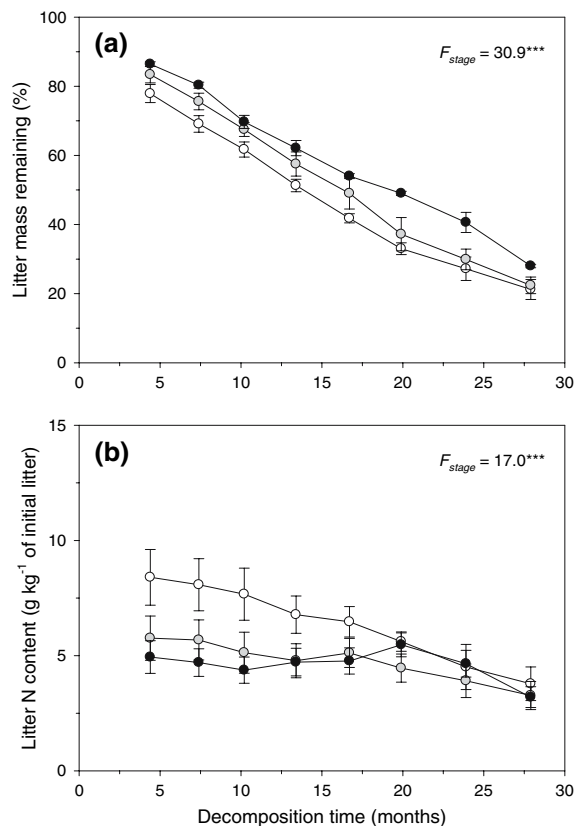 (a)
F_stage = 30.9***
Litter mass remaining (%)
100
80
60
40
20
0
0 5 10 15 20 25 30
(b)
F_stage = 17.0***
Litter N content (g kg⁻¹ of initial litter)
15
10
5
0
0 5 10 15 20 25 30
Decomposition time (months)